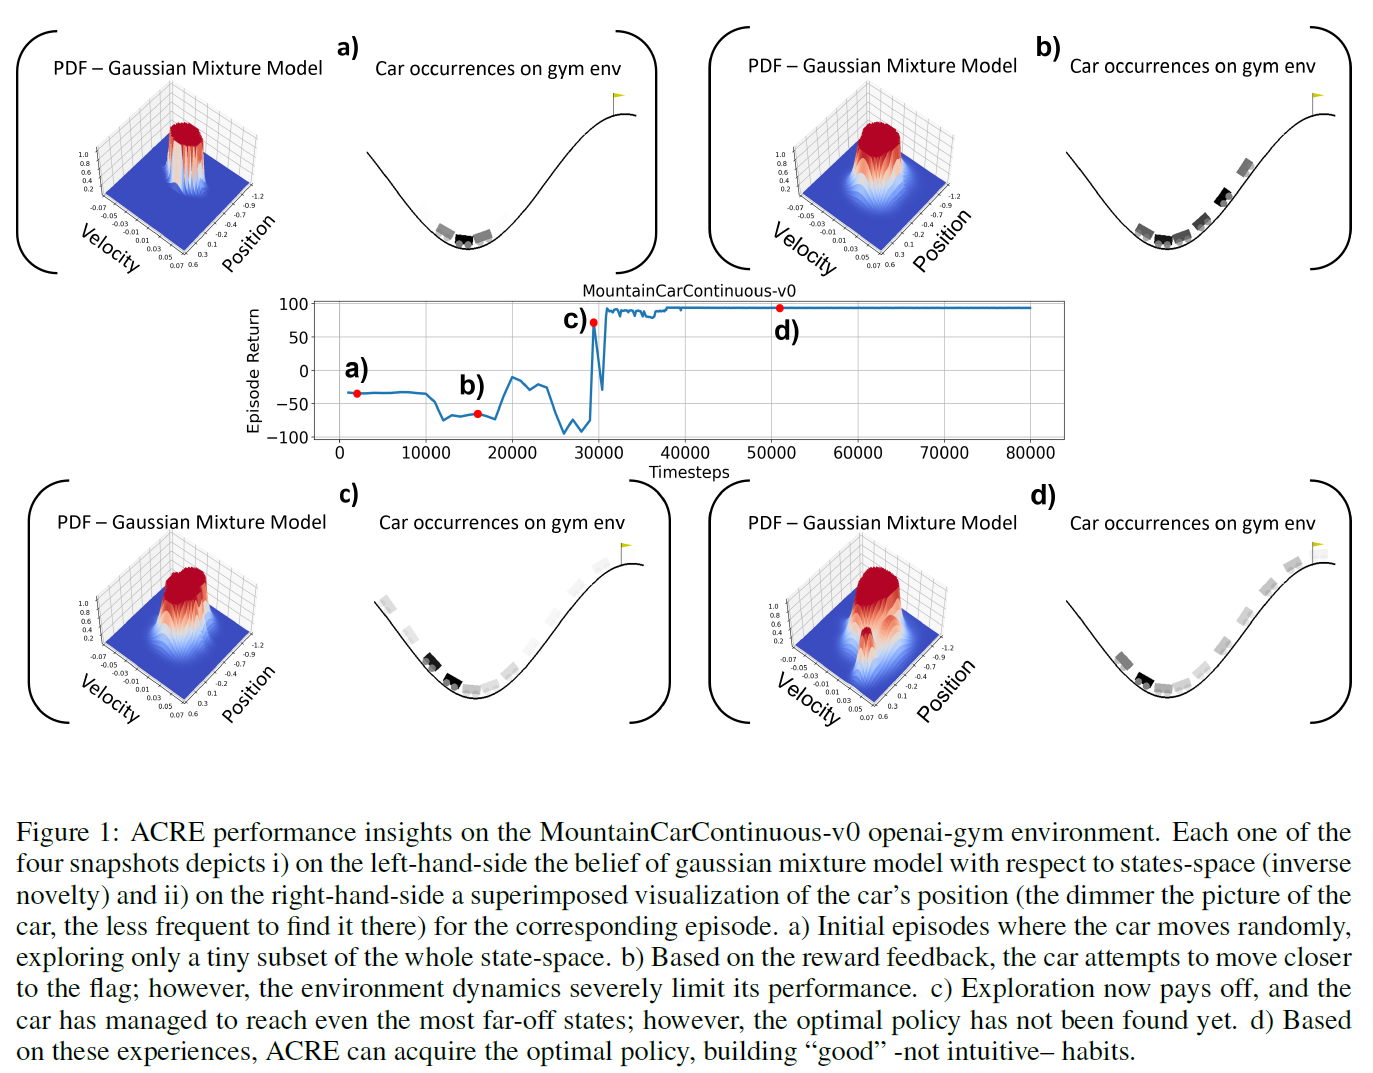 a)
PDF – Gaussian Mixture Model
Car occurrences on gym env
1.0
0.8
0.6
0.4
0.2
-0.07
-0.05
-0.03
-0.01
0.01
0.03
0.05
0.07
0.6
0.3
0.1
-0.4
-0.7
-0.9
-1.2
Velocity
Position
b)
PDF – Gaussian Mixture Model
Car occurrences on gym env
1.0
0.8
0.6
0.4
0.2
-0.07
-0.05
-0.03
-0.01
0.01
0.03
0.05
0.07
0.6
0.3
0.1
-0.4
-0.7
-0.9
-1.2
Velocity
Position
MountainCarContinuous-v0
Episode Return
100
50
0
−50
−100
a)
b)
c)
d)
0
10000
20000
30000
40000
50000
60000
70000
80000
Timesteps
c)
PDF – Gaussian Mixture Model
Car occurrences on gym env
1.0
0.8
0.6
0.4
0.2
-0.07
-0.05
-0.03
-0.01
0.01
0.03
0.05
0.07
0.6
0.3
0.1
-0.4
-0.7
-0.9
-1.2
Velocity
Position
d)
PDF – Gaussian Mixture Model
Car occurrences on gym env
1.0
0.8
0.6
0.4
0.2
-0.07
-0.05
-0.03
-0.01
0.01
0.03
0.05
0.07
0.6
0.3
0.1
-0.4
-0.7
-0.9
-1.2
Velocity
Position
Figure 1: ACRE performance insights on the MountainCarContinuous-v0 openai-gym environment. Each one of the
four snapshots depicts i) on the left-hand-side the belief of gaussian mixture model with respect to states-space (inverse
novelty) and ii) on the right-hand-side a superimposed visualization of the car's position (the dimmer the picture of the
car, the less frequent to find it there) for the corresponding episode. a) Initial episodes where the car moves randomly,
exploring only a tiny subset of the whole state-space. b) Based on the reward feedback, the car attempts to move closer
to the flag; however, the environment dynamics severely limit its performance. c) Exploration now pays off, and the
car has managed to reach even the most far-off states; however, the optimal policy has not been found yet. d) Based
on these experiences, ACRE can acquire the optimal policy, building “good” -not intuitive– habits.